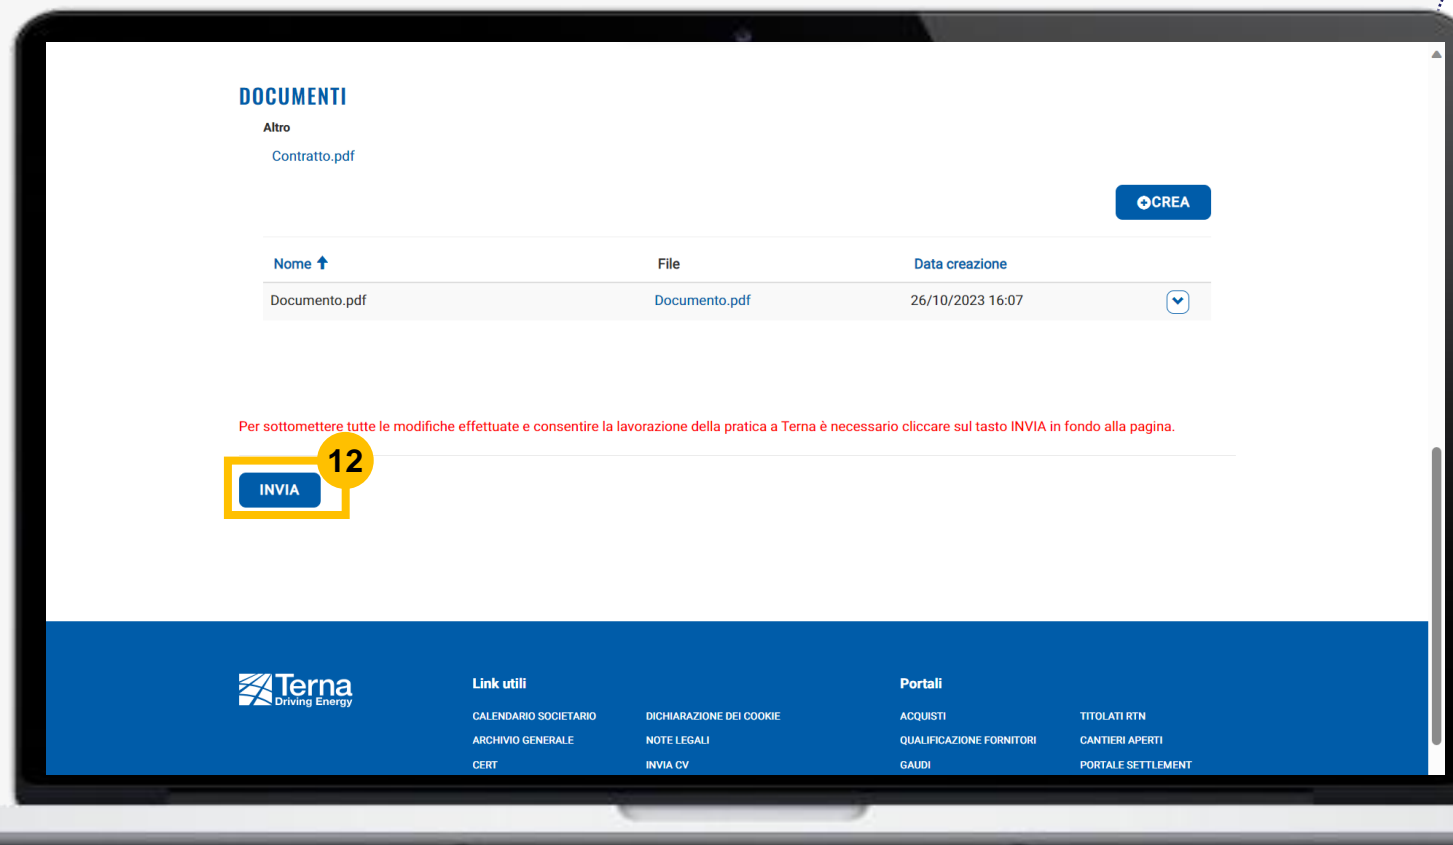 DOCUMENTI
Altro
Contratto.pdf
CREA
Nome File Data creazione
Documento.pdf Documento.pdf 26/10/2023 16:07
Per sottomettere tutte le modifiche effettuate e consentire la lavorazione della pratica a Terna è necessario cliccare sul tasto INVIA in fondo alla pagina.
12
INVIA
Terna
Driving Energy
Link utili
CALENDARIO SOCIETARIO DICHIARAZIONE DEI COOKIE
ARCHIVIO GENERALE NOTE LEGALI
CERT INVIA CV
Portali
ACQUISTI TITOLATI RTN
QUALIFICAZIONE FORNITORI CANTIERI APERTI
GAUDI PORTALE SETTLEMENT